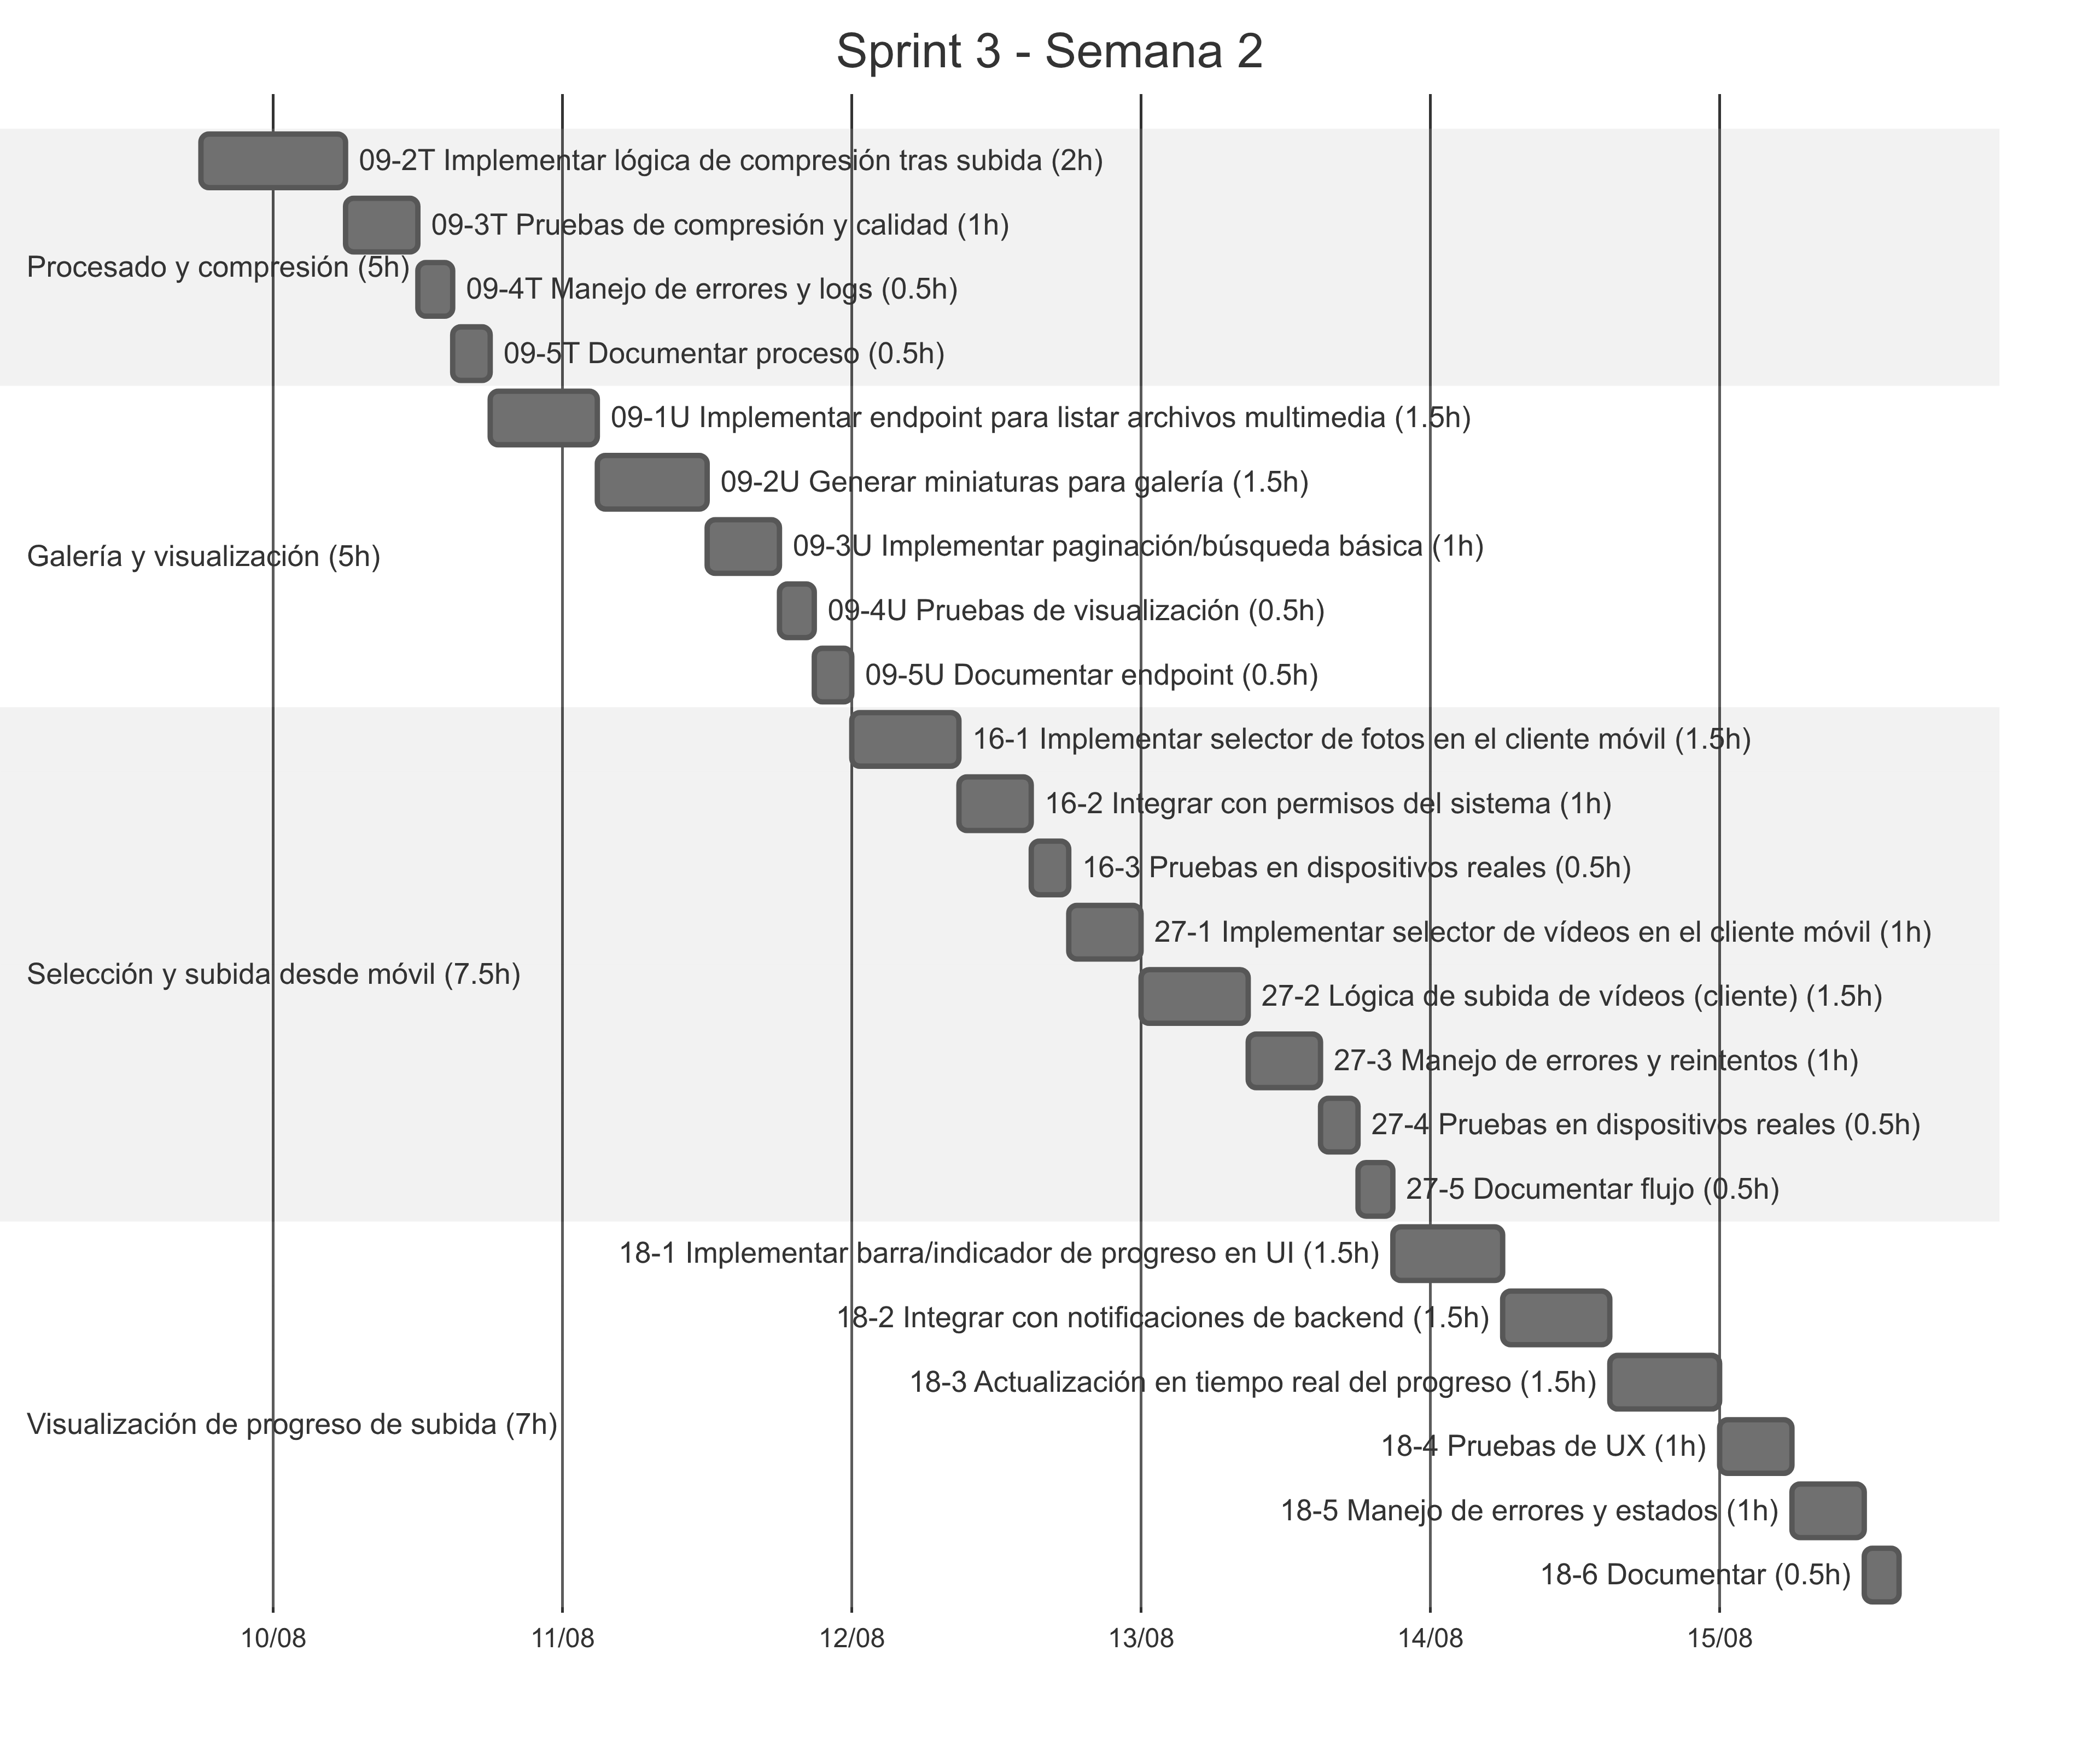 Sprint 3 - Semana 2
Procesado y compresión (5h)
09-2T Implementar lógica de compresión tras subida (2h)
09-3T Pruebas de compresión y calidad (1h)
09-4T Manejo de errores y logs (0.5h)
09-5T Documentar proceso (0.5h)
Galería y visualización (5h)
09-1U Implementar endpoint para listar archivos multimedia (1.5h)
09-2U Generar miniaturas para galería (1.5h)
09-3U Implementar paginación/búsqueda básica (1h)
09-4U Pruebas de visualización (0.5h)
09-5U Documentar endpoint (0.5h)
Selección y subida desde móvil (7.5h)
16-1 Implementar selector de fotos en el cliente móvil (1.5h)
16-2 Integrar con permisos del sistema (1h)
16-3 Pruebas en dispositivos reales (0.5h)
27-1 Implementar selector de vídeos en el cliente móvil (1h)
27-2 Lógica de subida de vídeos (cliente) (1.5h)
27-3 Manejo de errores y reintentos (1h)
27-4 Pruebas en dispositivos reales (0.5h)
27-5 Documentar flujo (0.5h)
Visualización de progreso de subida (7h)
18-1 Implementar barra/indicador de progreso en UI (1.5h)
18-2 Integrar con notificaciones de backend (1.5h)
18-3 Actualización en tiempo real del progreso (1.5h)
18-4 Pruebas de UX (1h)
18-5 Manejo de errores y estados (1h)
18-6 Documentar (0.5h)
10/08 11/08 12/08 13/08 14/08 15/08